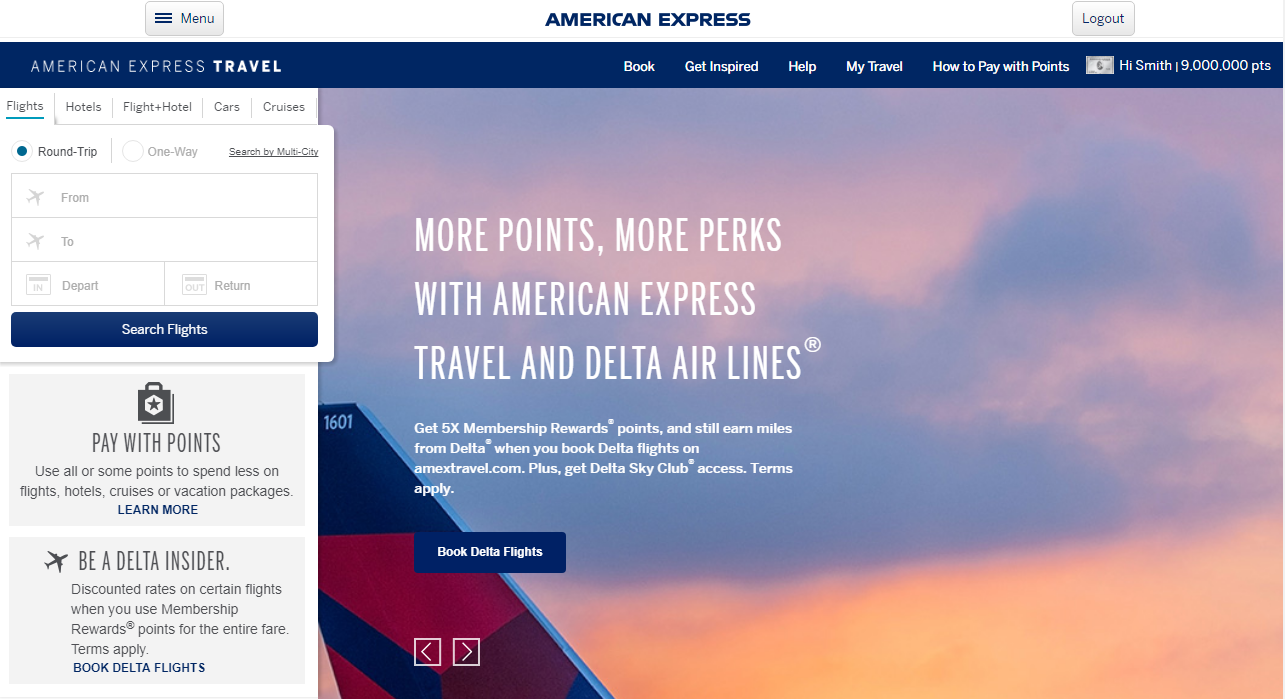 Menu
AMERICAN EXPRESS
Logout
AMERICAN EXPRESS TRAVEL
Book
Get Inspired
Help
My Travel
How to Pay with Points
Hi Smith | 9,000,000 pts
Flights
Hotels
Flight+Hotel
Cars
Cruises
Round-Trip
One-Way
Search by Multi-City
From
To
IN
Depart
OUT
Return
Search Flights
PAY WITH POINTS
Use all or some points to spend less on
flights, hotels, cruises or vacation packages.
LEARN MORE
BE A DELTA INSIDER.
Discounted rates on certain flights
when you use Membership
Rewards® points for the entire fare.
Terms apply.
BOOK DELTA FLIGHTS
1601
MORE POINTS, MORE PERKS
WITH AMERICAN EXPRESS
TRAVEL AND DELTA AIR LINES®
Get 5X Membership Rewards® points, and still earn miles
from Delta® when you book Delta flights on
amextravel.com. Plus, get Delta Sky Club® access. Terms
apply.
Book Delta Flights